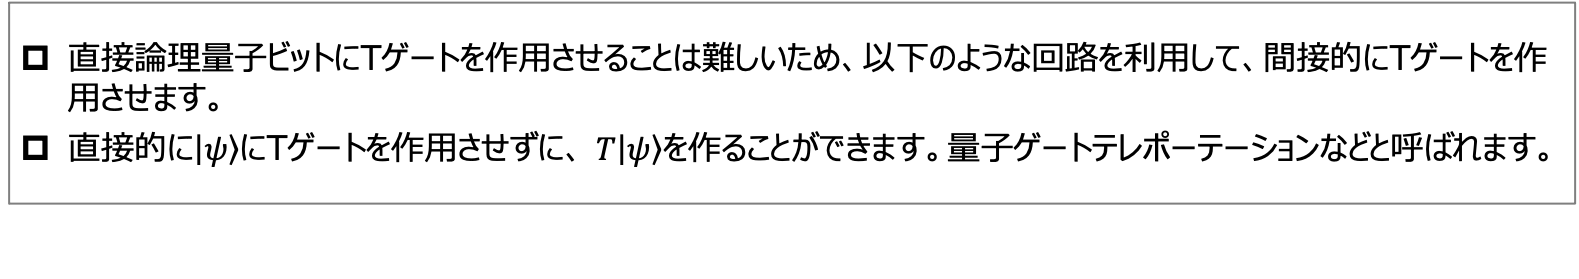 直接論理量子ビットにTゲートを作用させることは難しいため、以下のような回路を利用して、間接的にTゲートを作
用させます。
直接的に|ψ⟩にTゲートを作用させずに、 T|ψ⟩を作ることができます。量子ゲートテレポーテーションなどと呼ばれます。